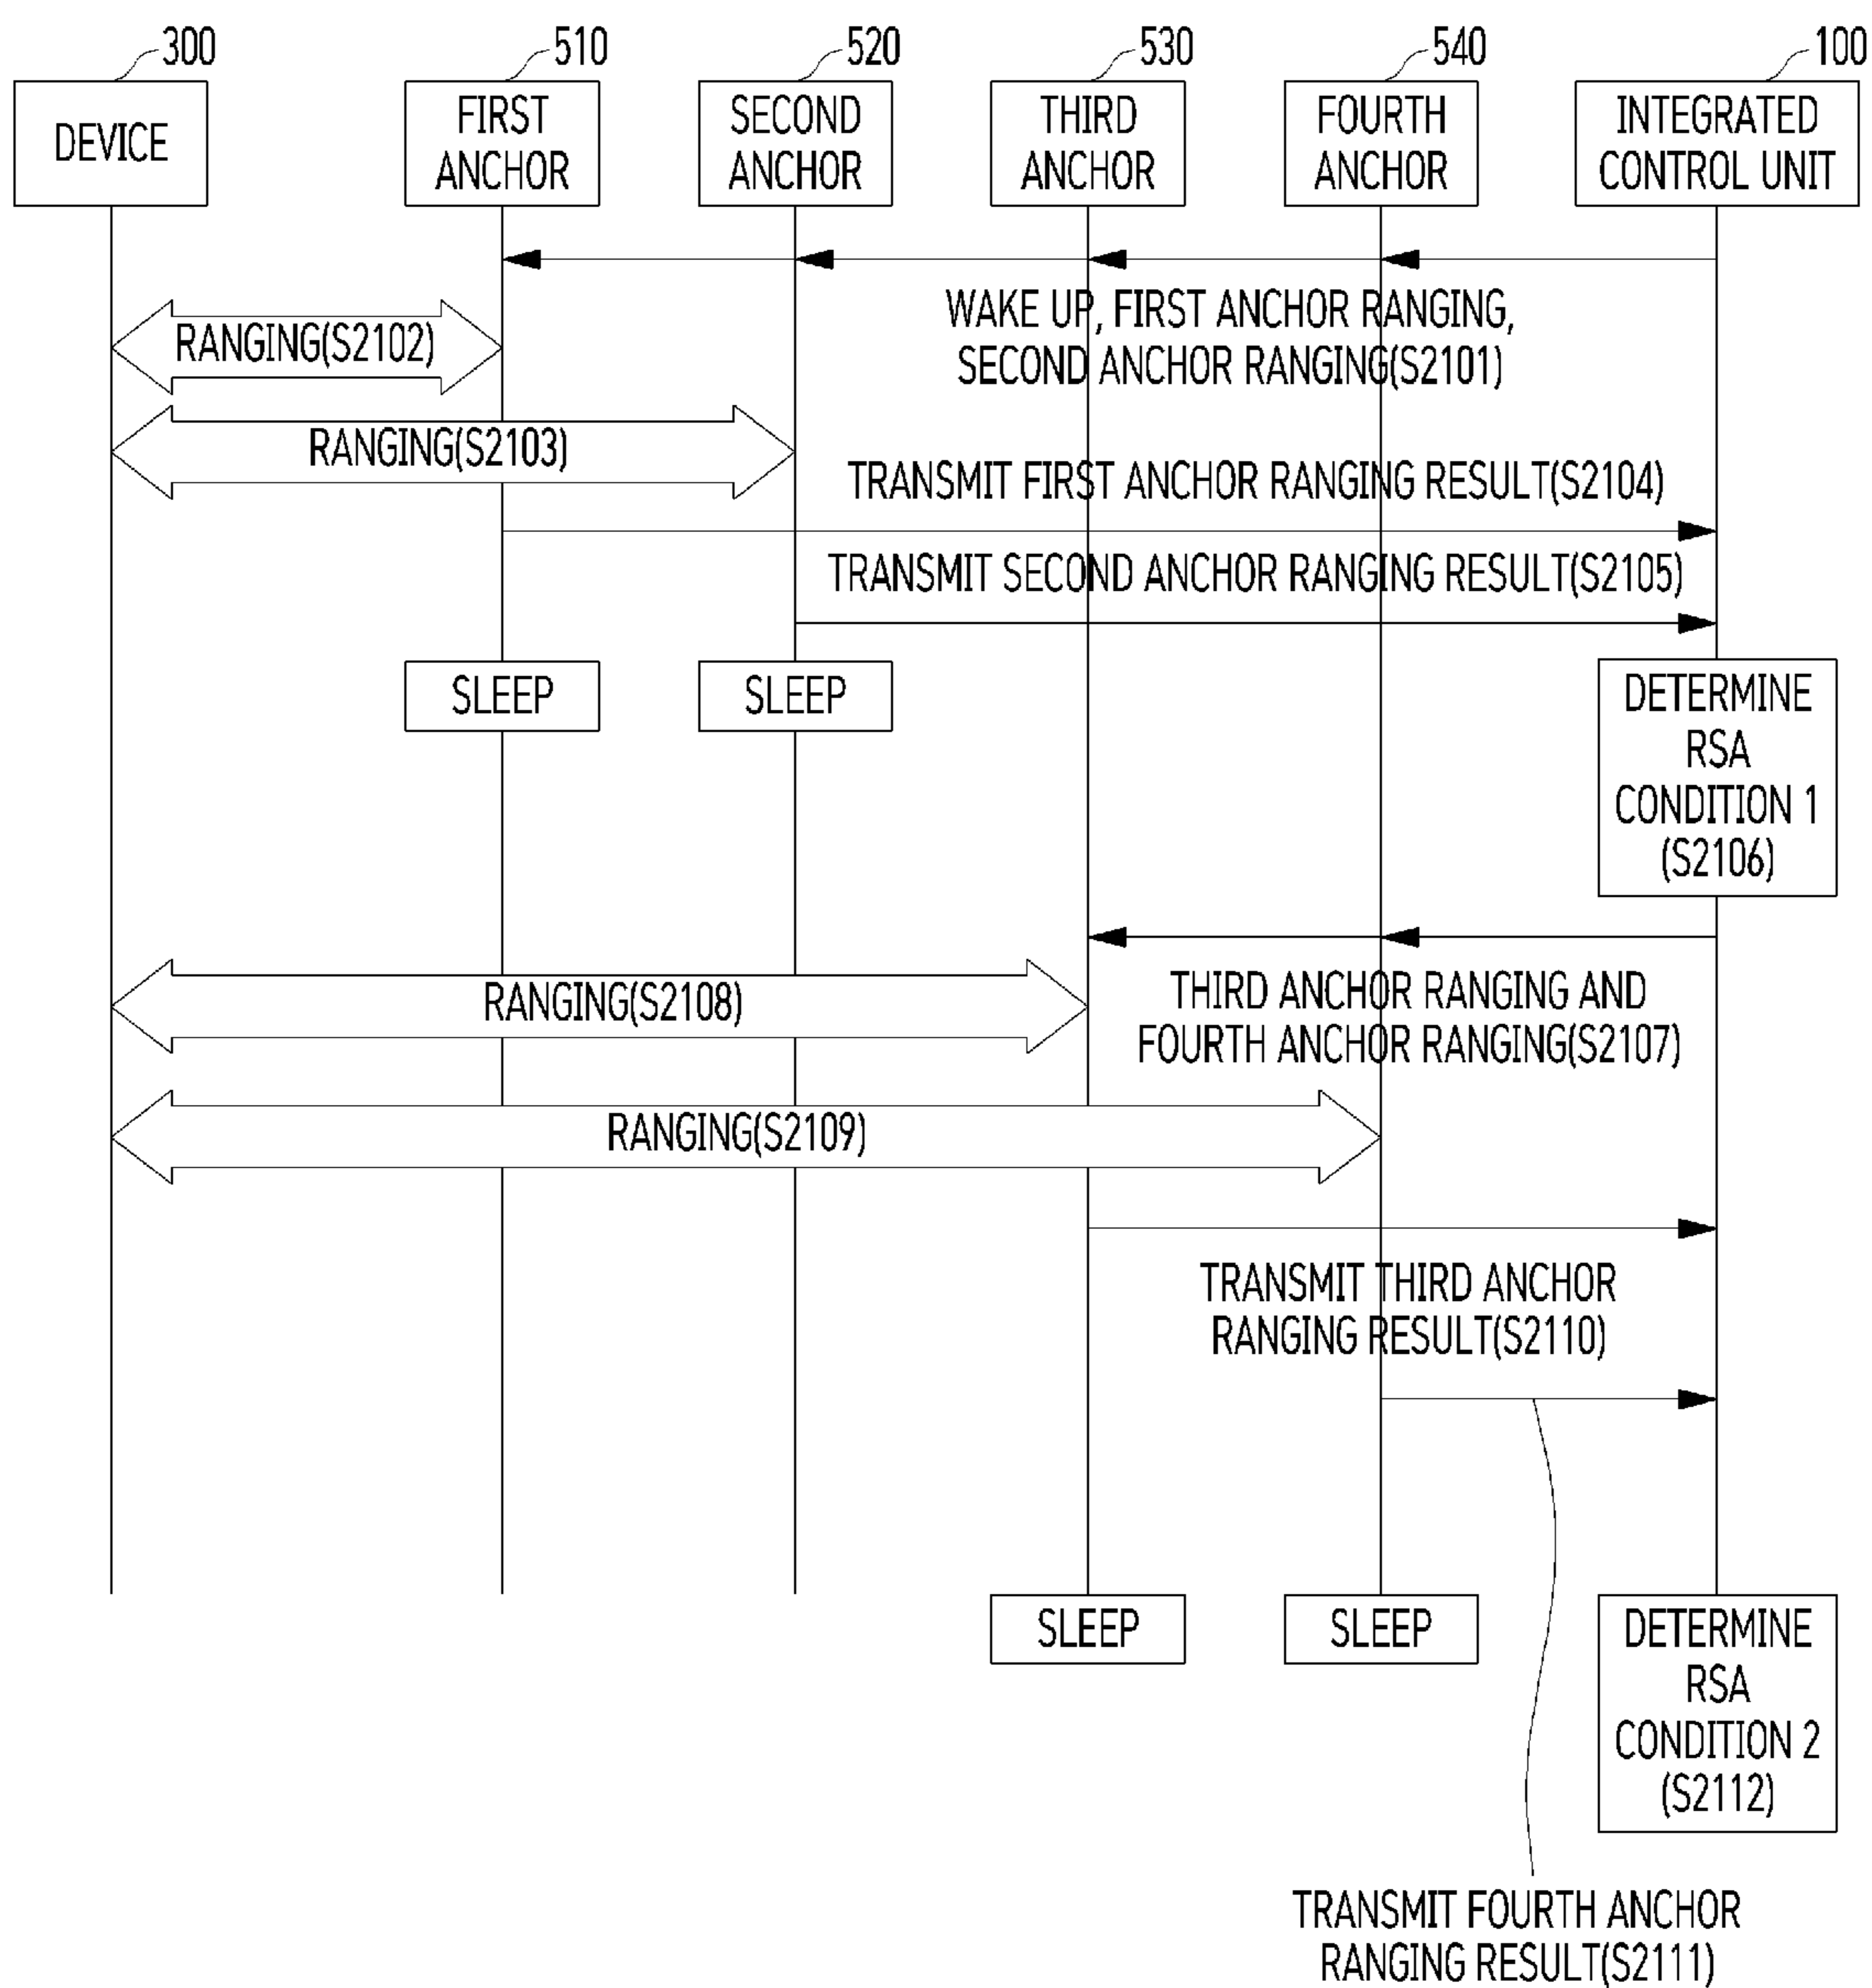 300
510
520
530
540
100
DEVICE
FIRST
ANCHOR
SECOND
ANCHOR
THIRD
ANCHOR
FOURTH
ANCHOR
INTEGRATED
CONTROL UNIT
WAKE UP, FIRST ANCHOR RANGING,
SECOND ANCHOR RANGING(S2101)
RANGING(S2102)
RANGING(S2103)
TRANSMIT FIRST ANCHOR RANGING RESULT(S2104)
TRANSMIT SECOND ANCHOR RANGING RESULT(S2105)
SLEEP
SLEEP
DETERMINE
RSA
CONDITION 1
(S2106)
THIRD ANCHOR RANGING AND
FOURTH ANCHOR RANGING(S2107)
RANGING(S2108)
RANGING(S2109)
TRANSMIT THIRD ANCHOR
RANGING RESULT(S2110)
SLEEP
SLEEP
DETERMINE
RSA
CONDITION 2
(S2112)
TRANSMIT FOURTH ANCHOR
RANGING RESULT(S2111)